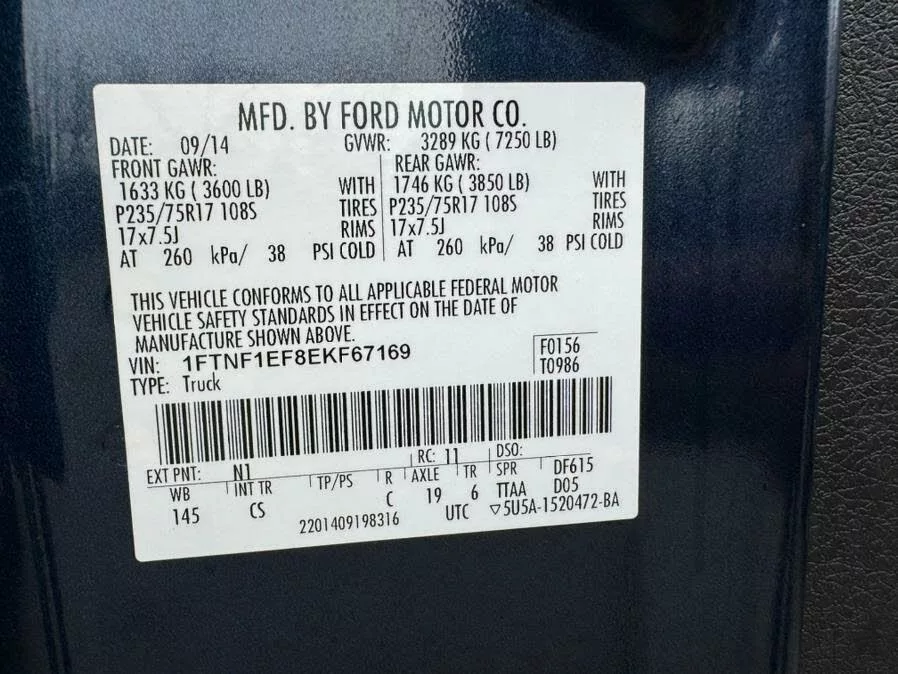 MFD. BY FORD MOTOR CO.
DATE: 09/14 GVWR: 3289 KG ( 7250 LB)
FRONT GAWR: REAR GAWR:
1633 KG ( 3600 LB) WITH 1746 KG ( 3850 LB) WITH
P235/75R17 108S TIRES P235/75R17 108S TIRES
17x7.5J RIMS 17x7.5J RIMS
AT 260 kPa/ 38 PSI COLD AT 260 kPa/ 38 PSI COLD
THIS VEHICLE CONFORMS TO ALL APPLICABLE FEDERAL MOTOR
VEHICLE SAFETY STANDARDS IN EFFECT ON THE DATE OF
MANUFACTURE SHOWN ABOVE.
VIN: 1FTNF1EF8EKF67169 F0156
TYPE: Truck T0986
EXT PNT: N1 RC: 11 DSO:
WB INT TR TP/PS R AXLE TR SPR DF615
145 CS C 19 6 TTAA D05
2201409198316 UTC ▽5U5A-1520472-BA